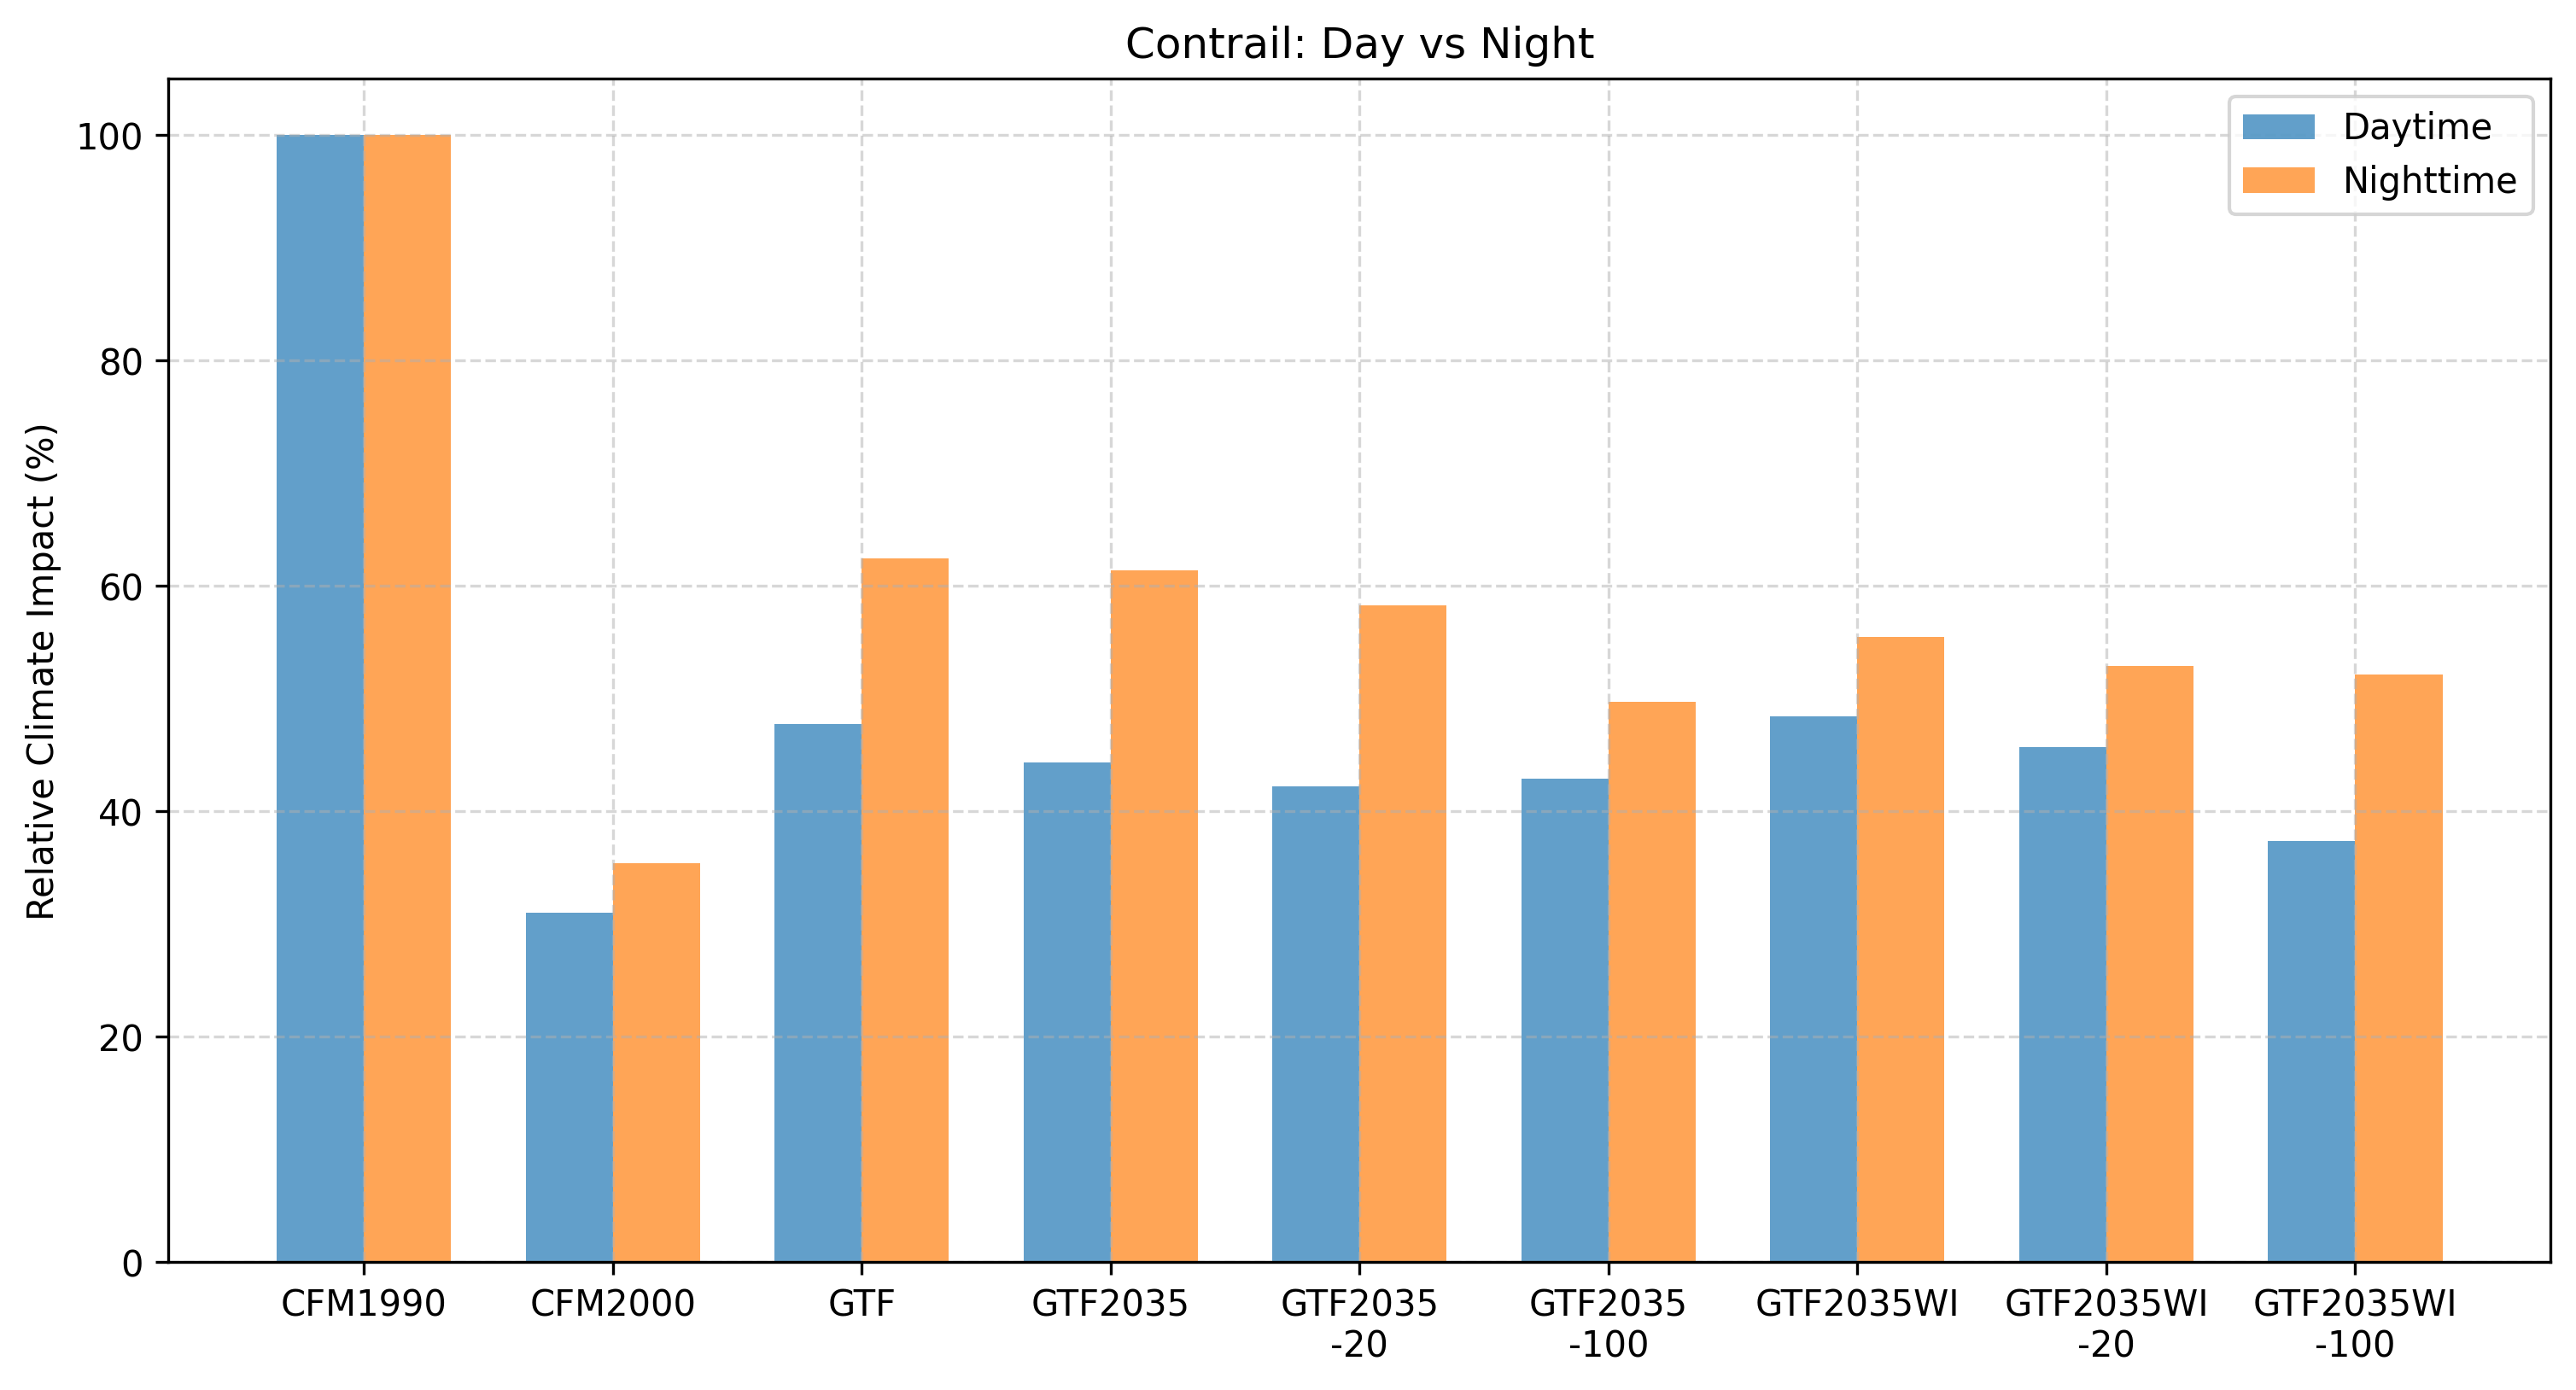 Contrail: Day vs Night
Relative Climate Impact (%)
100
80
60
40
20
0
Daytime
Nighttime
CFM1990
CFM2000
GTF
GTF2035
GTF2035
-20
GTF2035
-100
GTF2035WI
GTF2035WI
-20
GTF2035WI
-100